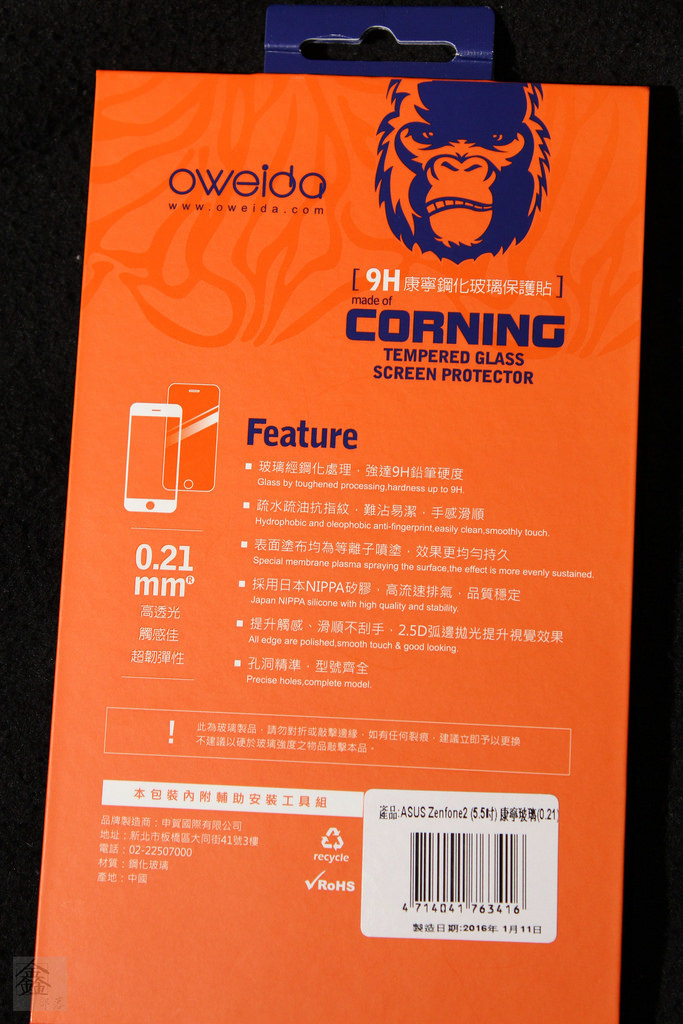 oweida
www.oweida.com
[ 9H 康寧鋼化玻璃保護貼 ]
made of
CORNING
TEMPERED GLASS
SCREEN PROTECTOR
Feature
▪ 玻璃經鋼化處理，強達9H鉛筆硬度
Glass by toughened processing,hardness up to 9H.
▪ 疏水疏油抗指紋，難沾易潔，手感滑順
Hydrophobic and oleophobic anti-fingerprint,easily clean,smoothly touch.
▪ 表面塗布均為等離子噴塗，效果更均勻持久
Special membrane plasma spraying the surface,the effect is more evenly sustained.
▪ 採用日本NIPPA矽膠，高流速排氣，品質穩定
Japan NIPPA silicone with high quality and stability.
▪ 提升觸感、滑順不刮手，2.5D弧邊拋光提升視覺效果
All edge are polished,smooth touch & good looking.
▪ 孔洞精準，型號齊全
Precise holes,complete model.
0.21
mm®
高透光
觸感佳
超韌彈性
! 此為玻璃製品，請勿對折或敲擊邊緣，如有任何裂痕，建議立即予以更換
不建議以硬於玻璃強度之物品敲擊本品。
本包裝內附輔助安裝工具組
品牌製造商：申賀國際有限公司
地址：新北市板橋區大同街41號3樓
電話：02-22507000
材質：鋼化玻璃
產地：中國
recycle
RoHS
產品:ASUS Zenfone2 (5.5吋) 康寧玻璃(0.21)
4 714041 763416
製造日期:2016年 1月11日
鑫